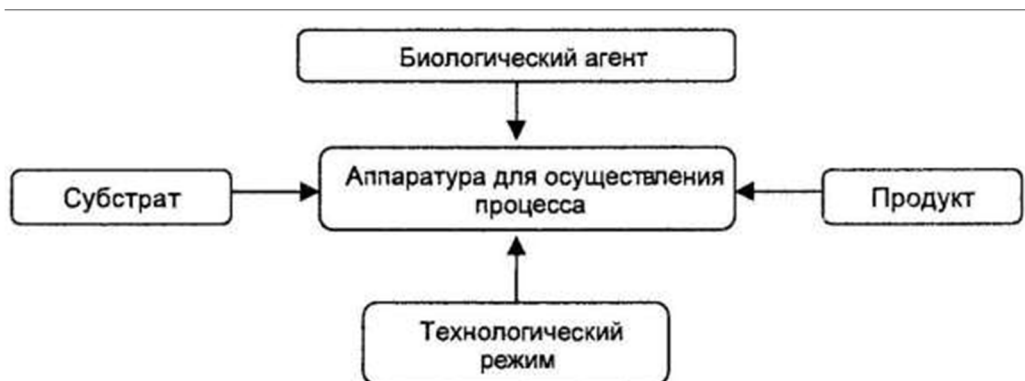 Биологический агент
Субстрат
Аппаратура для осуществления
процесса
Продукт
Технологический
режим